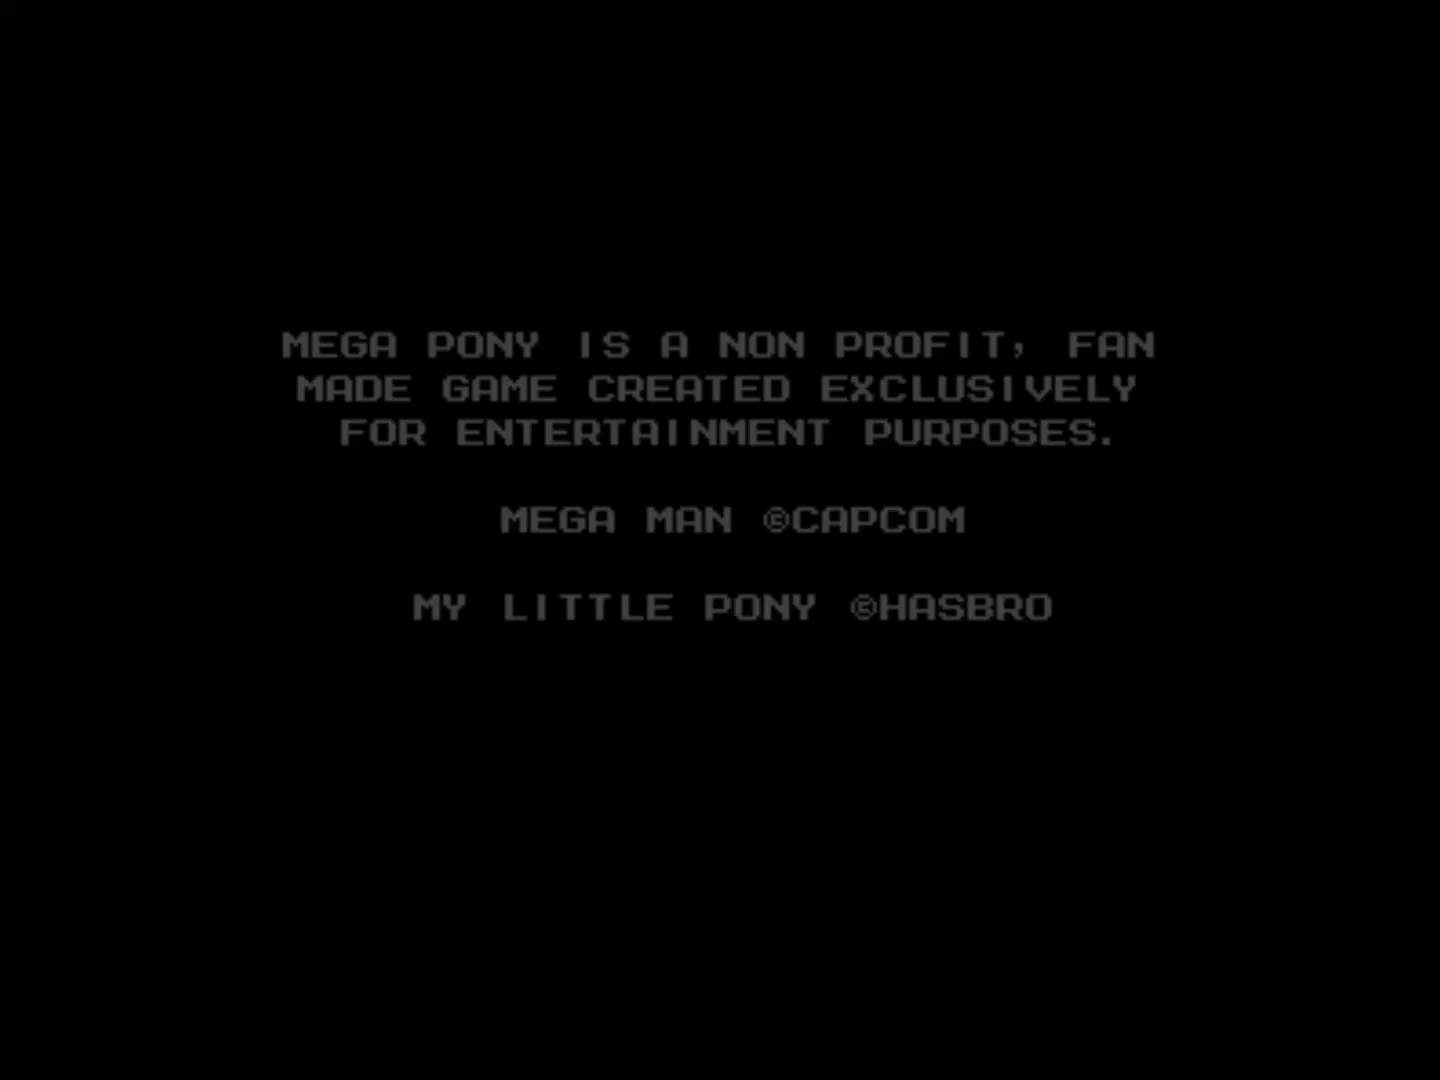 MEGA PONY IS A NON PROFIT, FAN
MADE GAME CREATED EXCLUSIVELY
FOR ENTERTAINMENT PURPOSES.
MEGA MAN ©CAPCOM
MY LITTLE PONY ©HASBRO